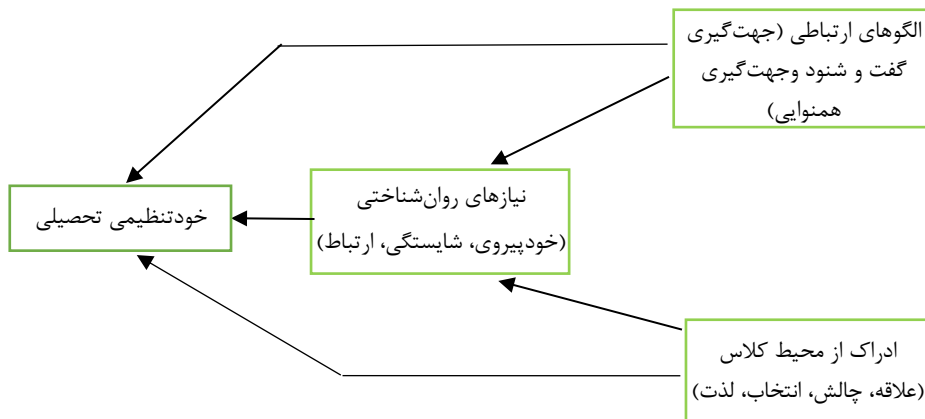 الگوهای ارتباطی (جهت‌گیری
گفت و شنود وجهت‌گیری
همنوایی)
نیازهای روان‌شناختی
(خودپیروی، شایستگی، ارتباط)
خودتنظیمی تحصیلی
ادراک از محیط کلاس
(علاقه، چالش، انتخاب، لذت)